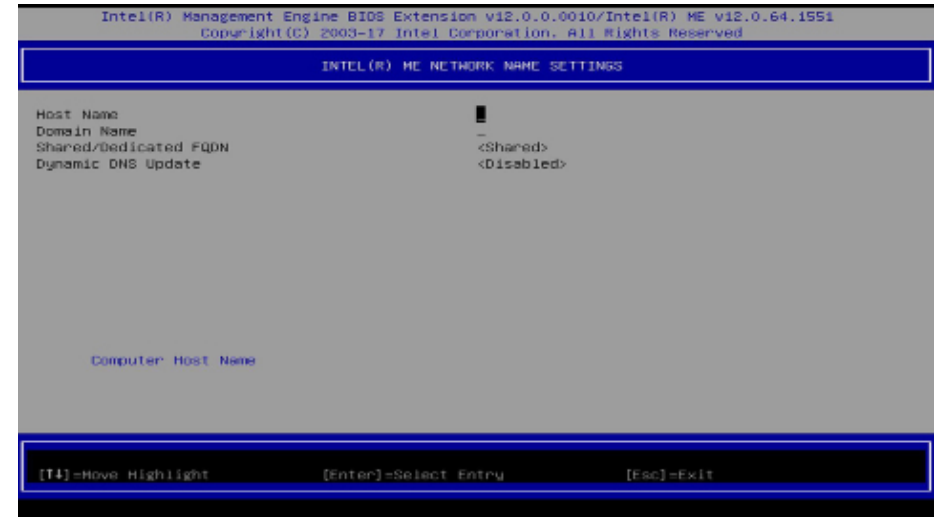 Intel(R) Management Engine BIOS Extension v12.0.0.0010/Intel(R) ME v12.0.64.1551
Copyright(C) 2003-17 Intel Corporation. All Rights Reserved
INTEL(R) ME NETWORK NAME SETTINGS
Host Name
Domain Name _
Shared/Dedicated FQDN <Shared>
Dynamic DNS Update <Disabled>
Computer Host Name
[↑↓]=Move Highlight [Enter]=Select Entry [Esc]=Exit